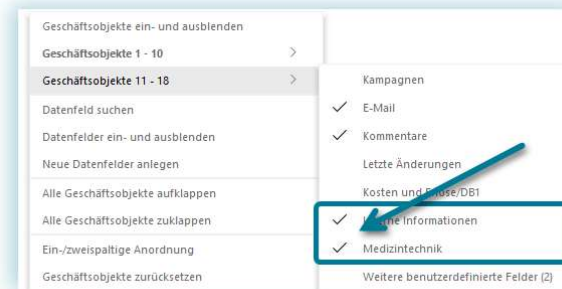 Geschäftsobjekte ein- und ausblenden
Geschäftsobjekte 1 - 10
Geschäftsobjekte 11 - 18
Datenfeld suchen
Datenfelder ein- und ausblenden
Neue Datenfelder anlegen
Alle Geschäftsobjekte aufklappen
Alle Geschäftsobjekte zuklappen
Ein-/zweispaltige Anordnung
Geschäftsobjekte zurücksetzen
Kampagnen
E-Mail
Kommentare
Letzte Änderungen
Kosten und /DB1
Informationen
Medizintechnik
Weitere benutzerdefinierte Felder (2)